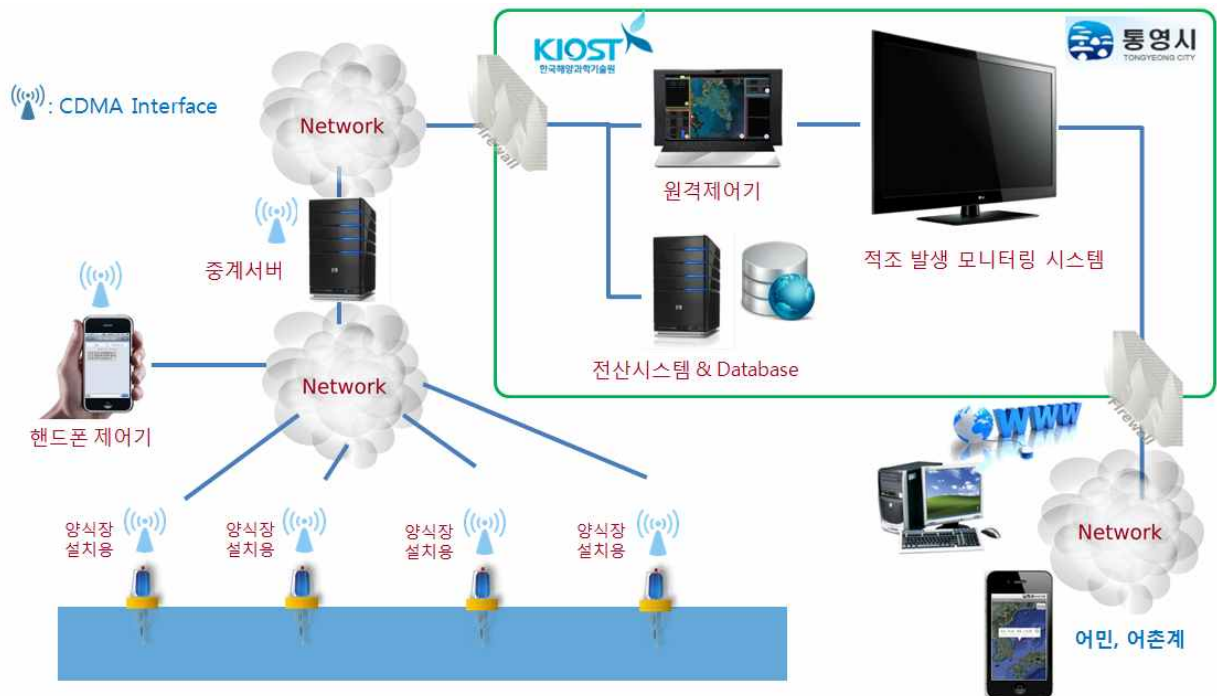 KIOST
한국해양과학기술원
통영시
TONGYEONG CITY
: CDMA Interface
Network
Firewall
원격제어기
중계서버
적조 발생 모니터링 시스템
전산시스템 & Database
Network
핸드폰 제어기
Firewall
WWW
양식장
설치용
양식장
설치용
양식장
설치용
양식장
설치용
Network
어민, 어촌계